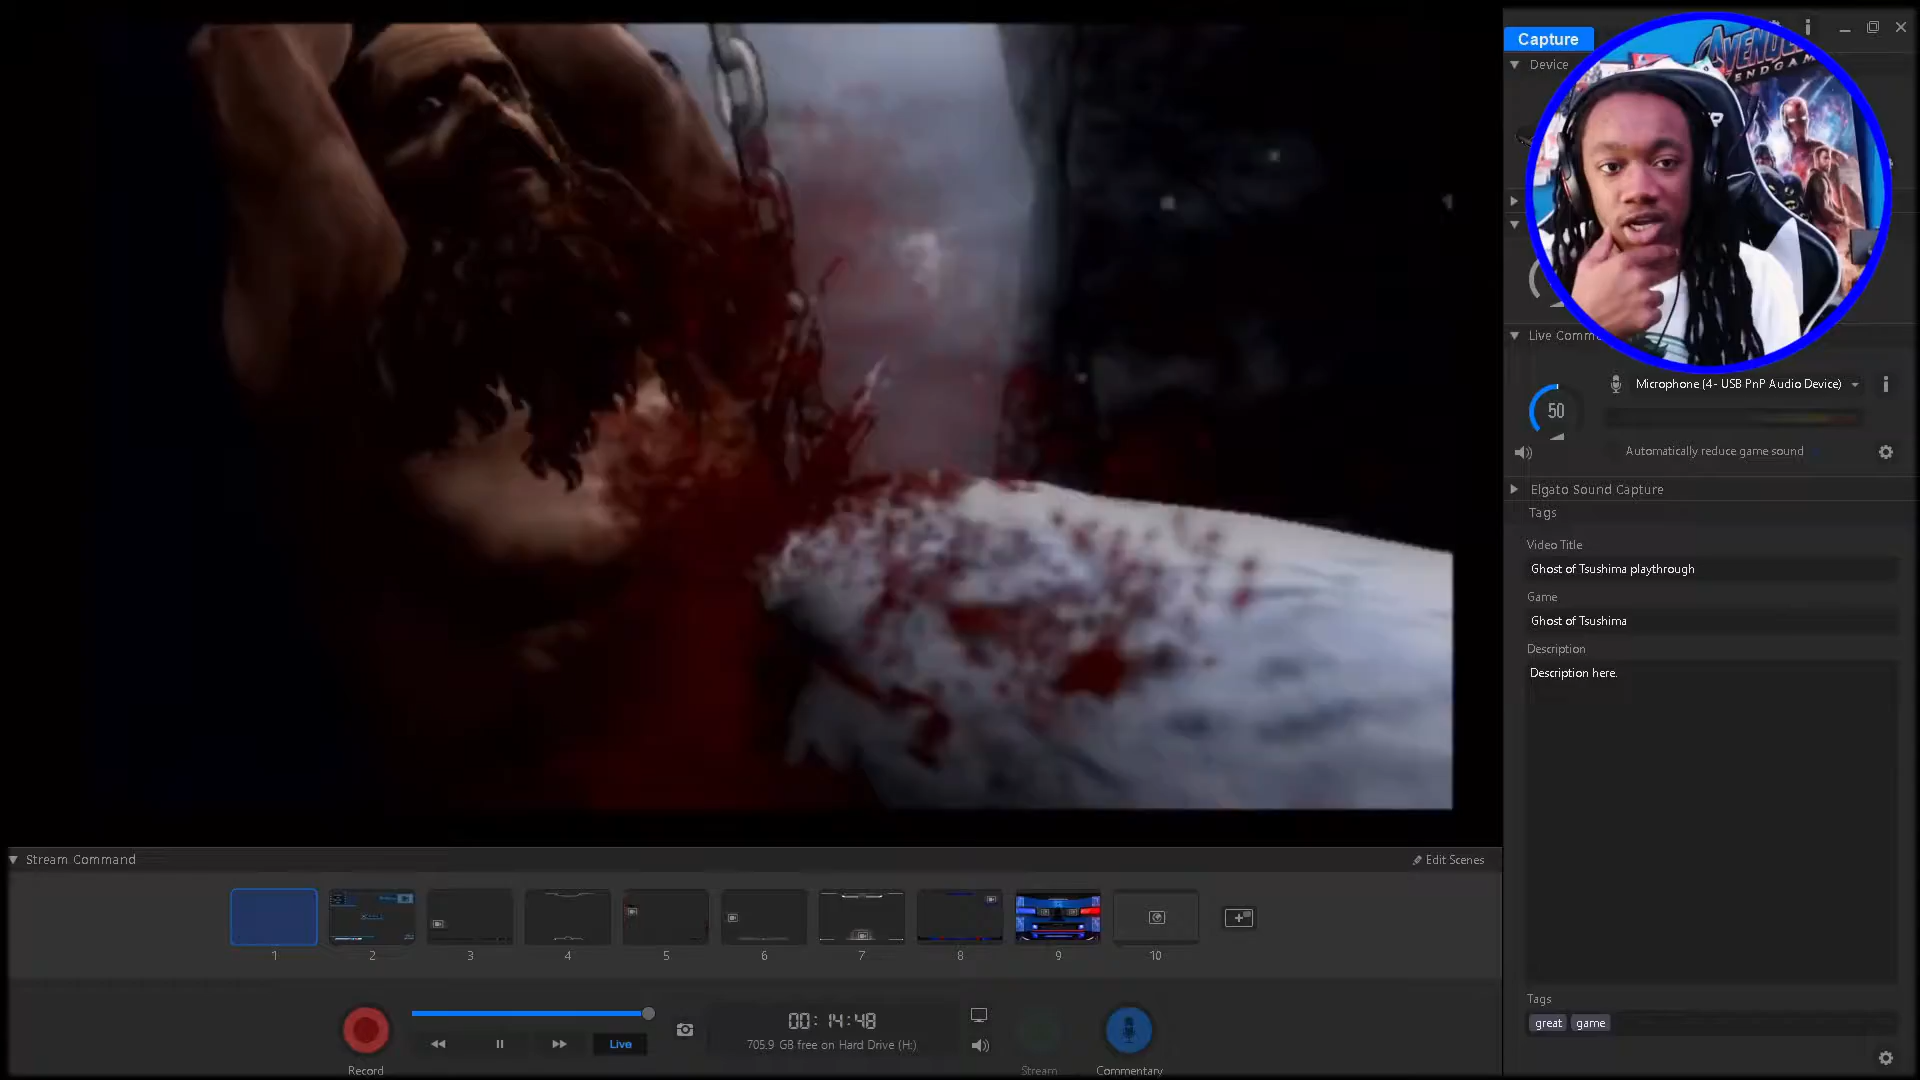 Capture
Device
AVENGE
ENDGAM
Live Comm
Microphone (4- USB PnP Audio Device)
50
Automatically reduce game sound
Elgato Sound Capture
Tags
Video Title
Ghost of Tsushima playthrough
Game
Ghost of Tsushima
Description
Description here.
Stream Command
Edit Scenes
1
2
3
4
5
6
7
8
9
10
00:14:48
705.9 GB free on Hard Drive (H:)
Live
Record
Stream
Commentary
Tags
great
game